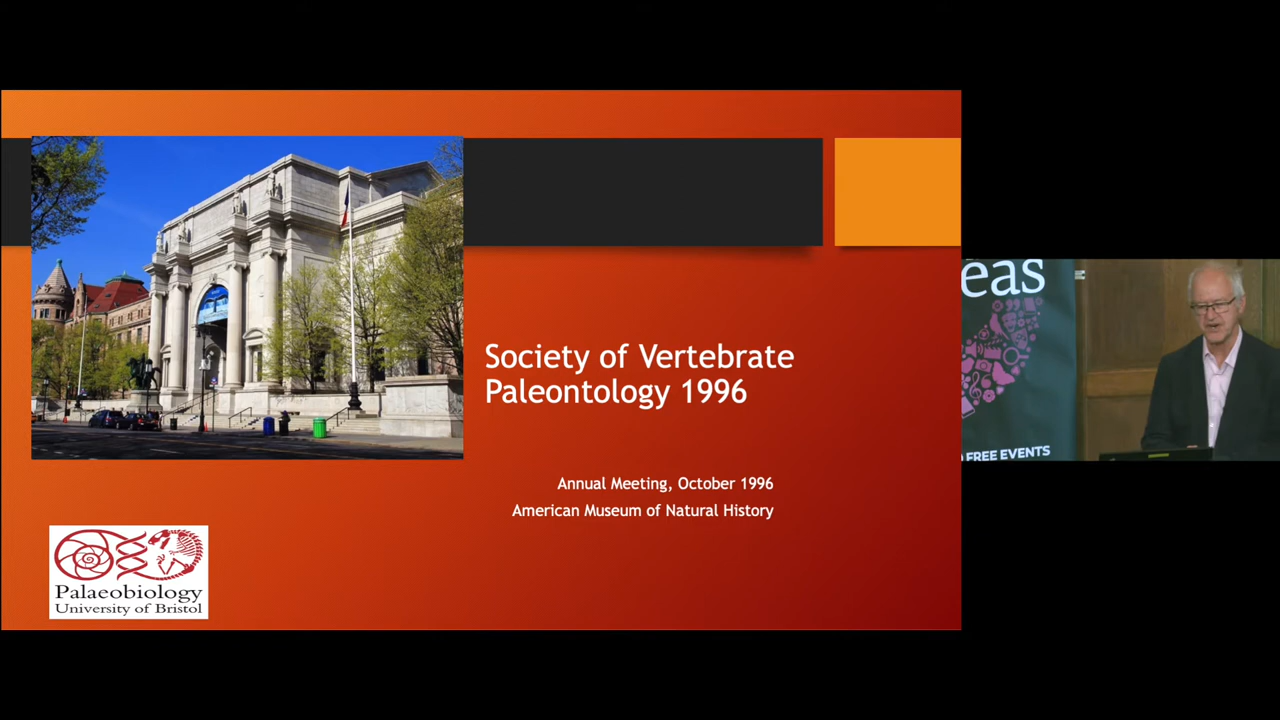 Society of Vertebrate
Paleontology 1996
Annual Meeting, October 1996
American Museum of Natural History
Palaeobiology
University of Bristol
eas
FREE EVENTS